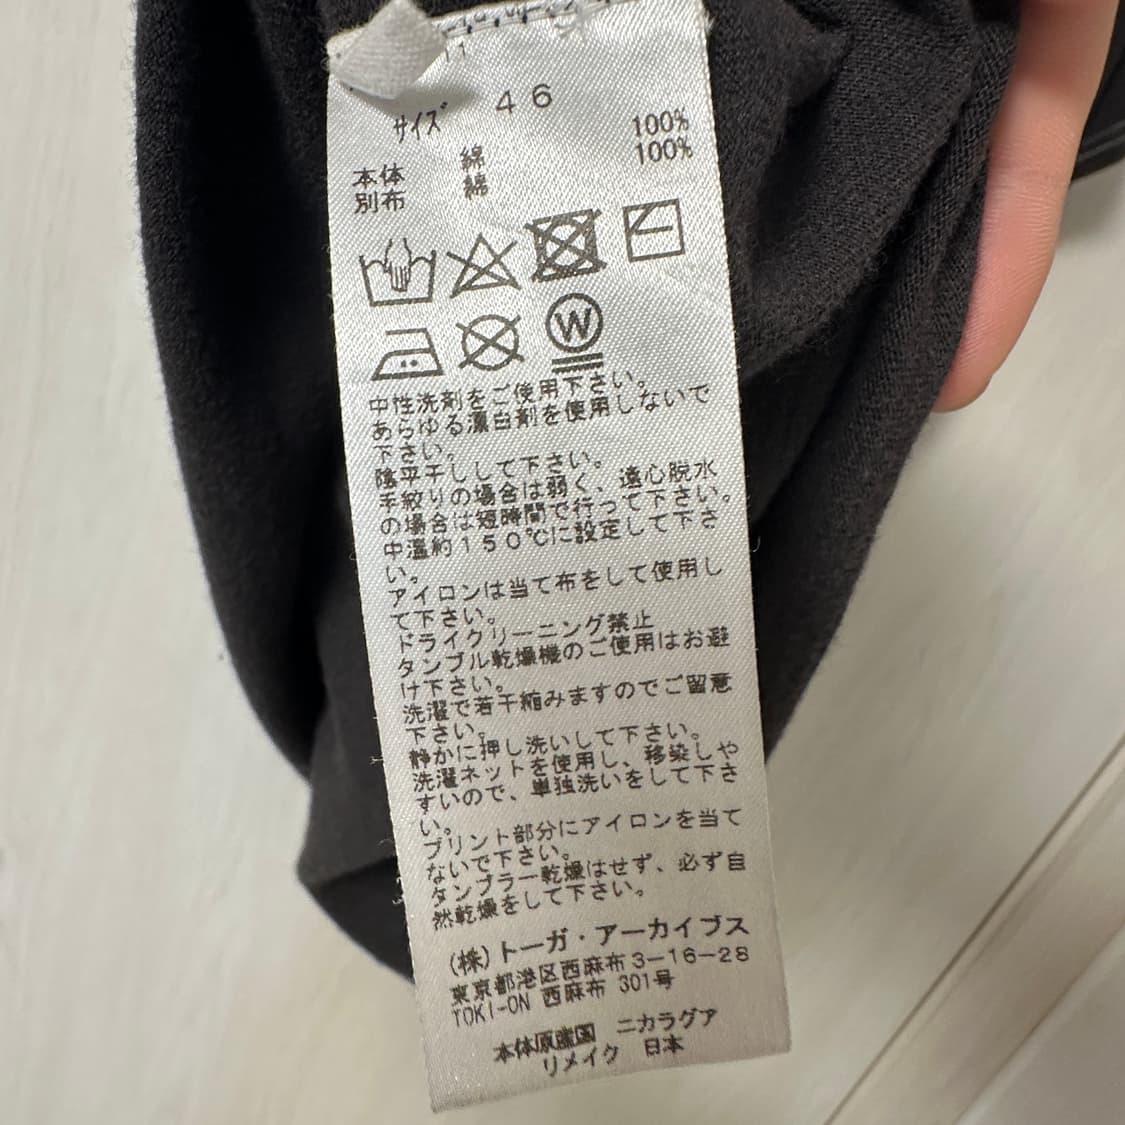 サイズ 46
本体 綿 100%
別布 綿 100%
W
中性洗剤をご使用下さい。
あらゆる漂白剤を使用しないで
下さい。
陰平干しして下さい。
手絞りの場合は弱く、遠心脱水
の場合は短時間で行って下さい。
中温約150℃に設定して下さ
い。
アイロンは当て布をして使用し
て下さい。
ドライクリーニング禁止
タンブル乾燥機のご使用はお避
け下さい。
洗濯で若干縮みますのでご留意
下さい。
静かに押し洗いして下さい。
洗濯ネットを使用し、移染しや
すいので、単独洗いをして下さ
い。
プリント部分にアイロンを当て
ないで下さい。
タンブラー乾燥はせず、必ず自
然乾燥をして下さい。
(株)トーガ・アーカイブス
東京都港区西麻布3-16-28
TOKI-ON 西麻布 301号
本体原産国 ニカラグア
リメイク 日本